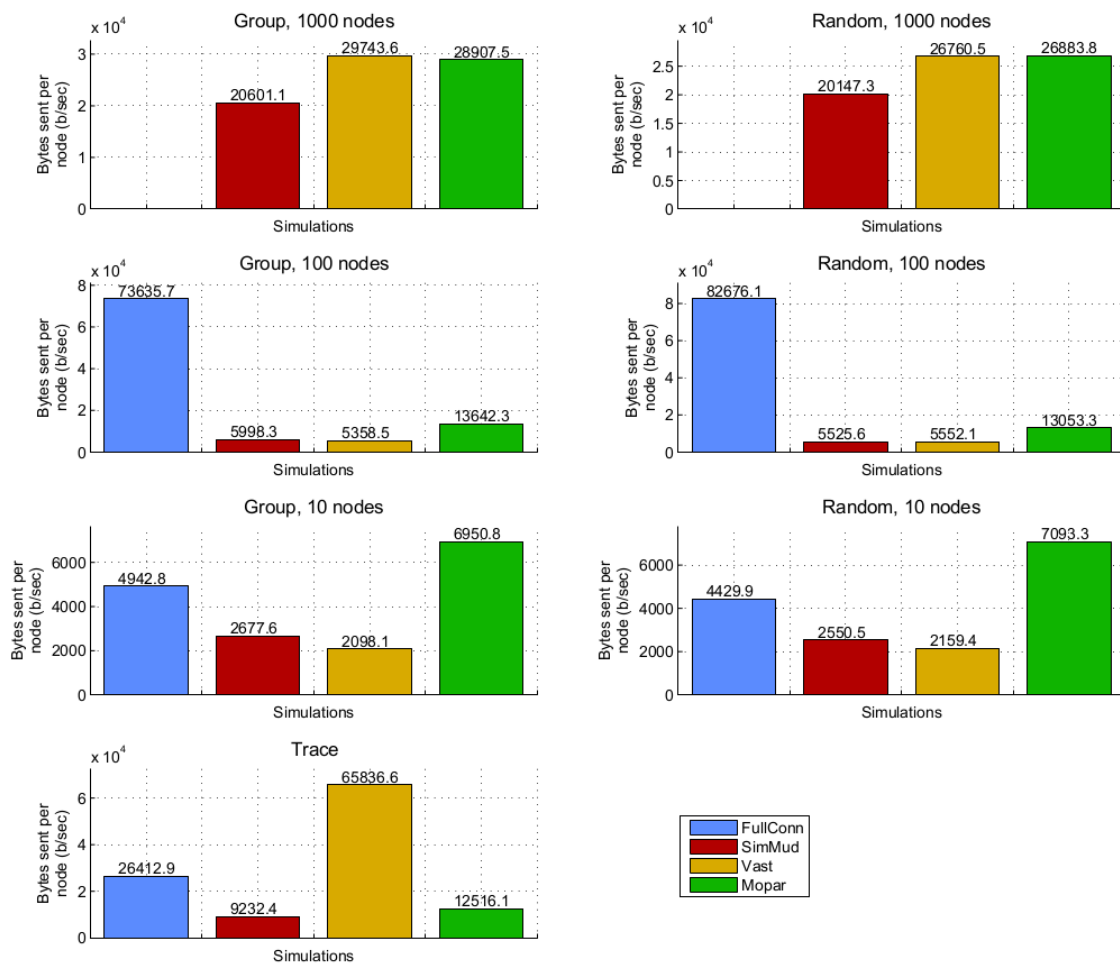 Group, 1000 nodes
x 10^4
Bytes sent per
node (b/sec)
3
2
1
0
20601.1
29743.6
28907.5
Simulations
Random, 1000 nodes
x 10^4
Bytes sent per
node (b/sec)
2.5
2
1.5
1
0.5
0
20147.3
26760.5
26883.8
Simulations
Group, 100 nodes
x 10^4
Bytes sent per
node (b/sec)
8
6
4
2
0
73635.7
5998.3
5358.5
13642.3
Simulations
Random, 100 nodes
x 10^4
Bytes sent per
node (b/sec)
8
6
4
2
0
82676.1
5525.6
5552.1
13053.3
Simulations
Group, 10 nodes
Bytes sent per
node (b/sec)
6000
4000
2000
0
4942.8
2677.6
2098.1
6950.8
Simulations
Random, 10 nodes
Bytes sent per
node (b/sec)
6000
4000
2000
0
4429.9
2550.5
2159.4
7093.3
Simulations
Trace
x 10^4
Bytes sent per
node (b/sec)
6
4
2
0
26412.9
9232.4
65836.6
12516.1
Simulations
FullConn
SimMud
Vast
Mopar